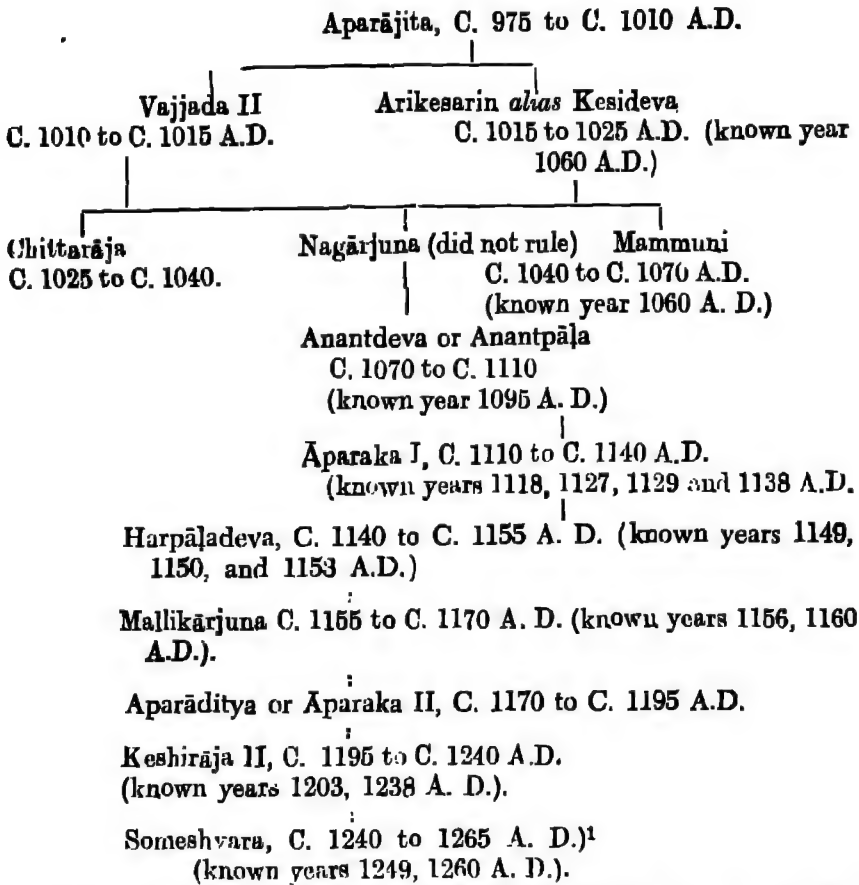 Aparājita, C. 975 to C. 1010 A.D.
Vajjada II Arikesarin alias Kesideva
C. 1010 to C. 1015 A.D. C. 1015 to 1025 A.D. (known year
1060 A.D.)
Chittarāja Nagārjuna (did not rule) Mammuni
C. 1025 to C. 1040. C. 1040 to C. 1070 A.D.
(known year 1060 A. D.)
Anantdeva or Anantpāḷa
C. 1070 to C. 1110
(known year 1095 A. D.)
Āparaka I, C. 1110 to C. 1140 A.D.
(known years 1118, 1127, 1129 and 1138 A.D.
Harpāḷadeva, C. 1140 to C. 1155 A. D. (known years 1149,
1150, and 1153 A.D.)
Mallikārjuna C. 1155 to C. 1170 A. D. (known years 1156, 1160
A.D.).
Aparāditya or Āparaka II, C. 1170 to C. 1195 A.D.
Keshirāja II, C. 1195 to C. 1240 A.D.
(known years 1203, 1238 A. D.).
Someshvara, C. 1240 to 1265 A. D.)¹
(known years 1249, 1260 A. D.).